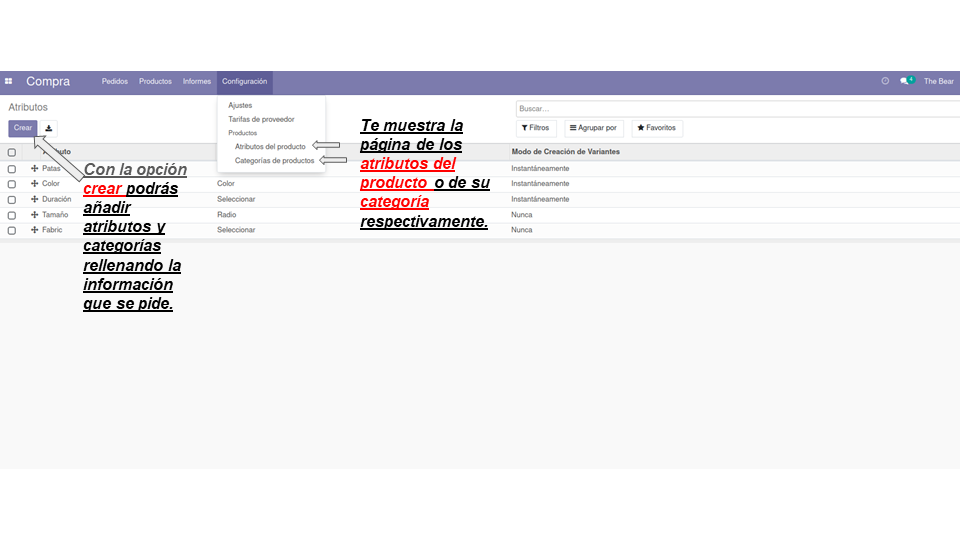 Compra Pedidos Productos Informes Configuración 4 The Bear
Atributos
Buscar...
Crear
Filtros Agrupar por Favoritos
Ajustes
Tarifas de proveedor
Productos
Atributos del producto
Categorías de productos
Modo de Creación de Variantes
Patas Instantáneamente
Color Color Instantáneamente
Duración Seleccionar Instantáneamente
Tamaño Radio Nunca
Fabric Seleccionar Nunca
Con la opción
crear podrás
añadir
atributos y
categorías
rellenando la
información
que se pide.
Te muestra la
página de los
atributos del
producto o de su
categoría
respectivamente.